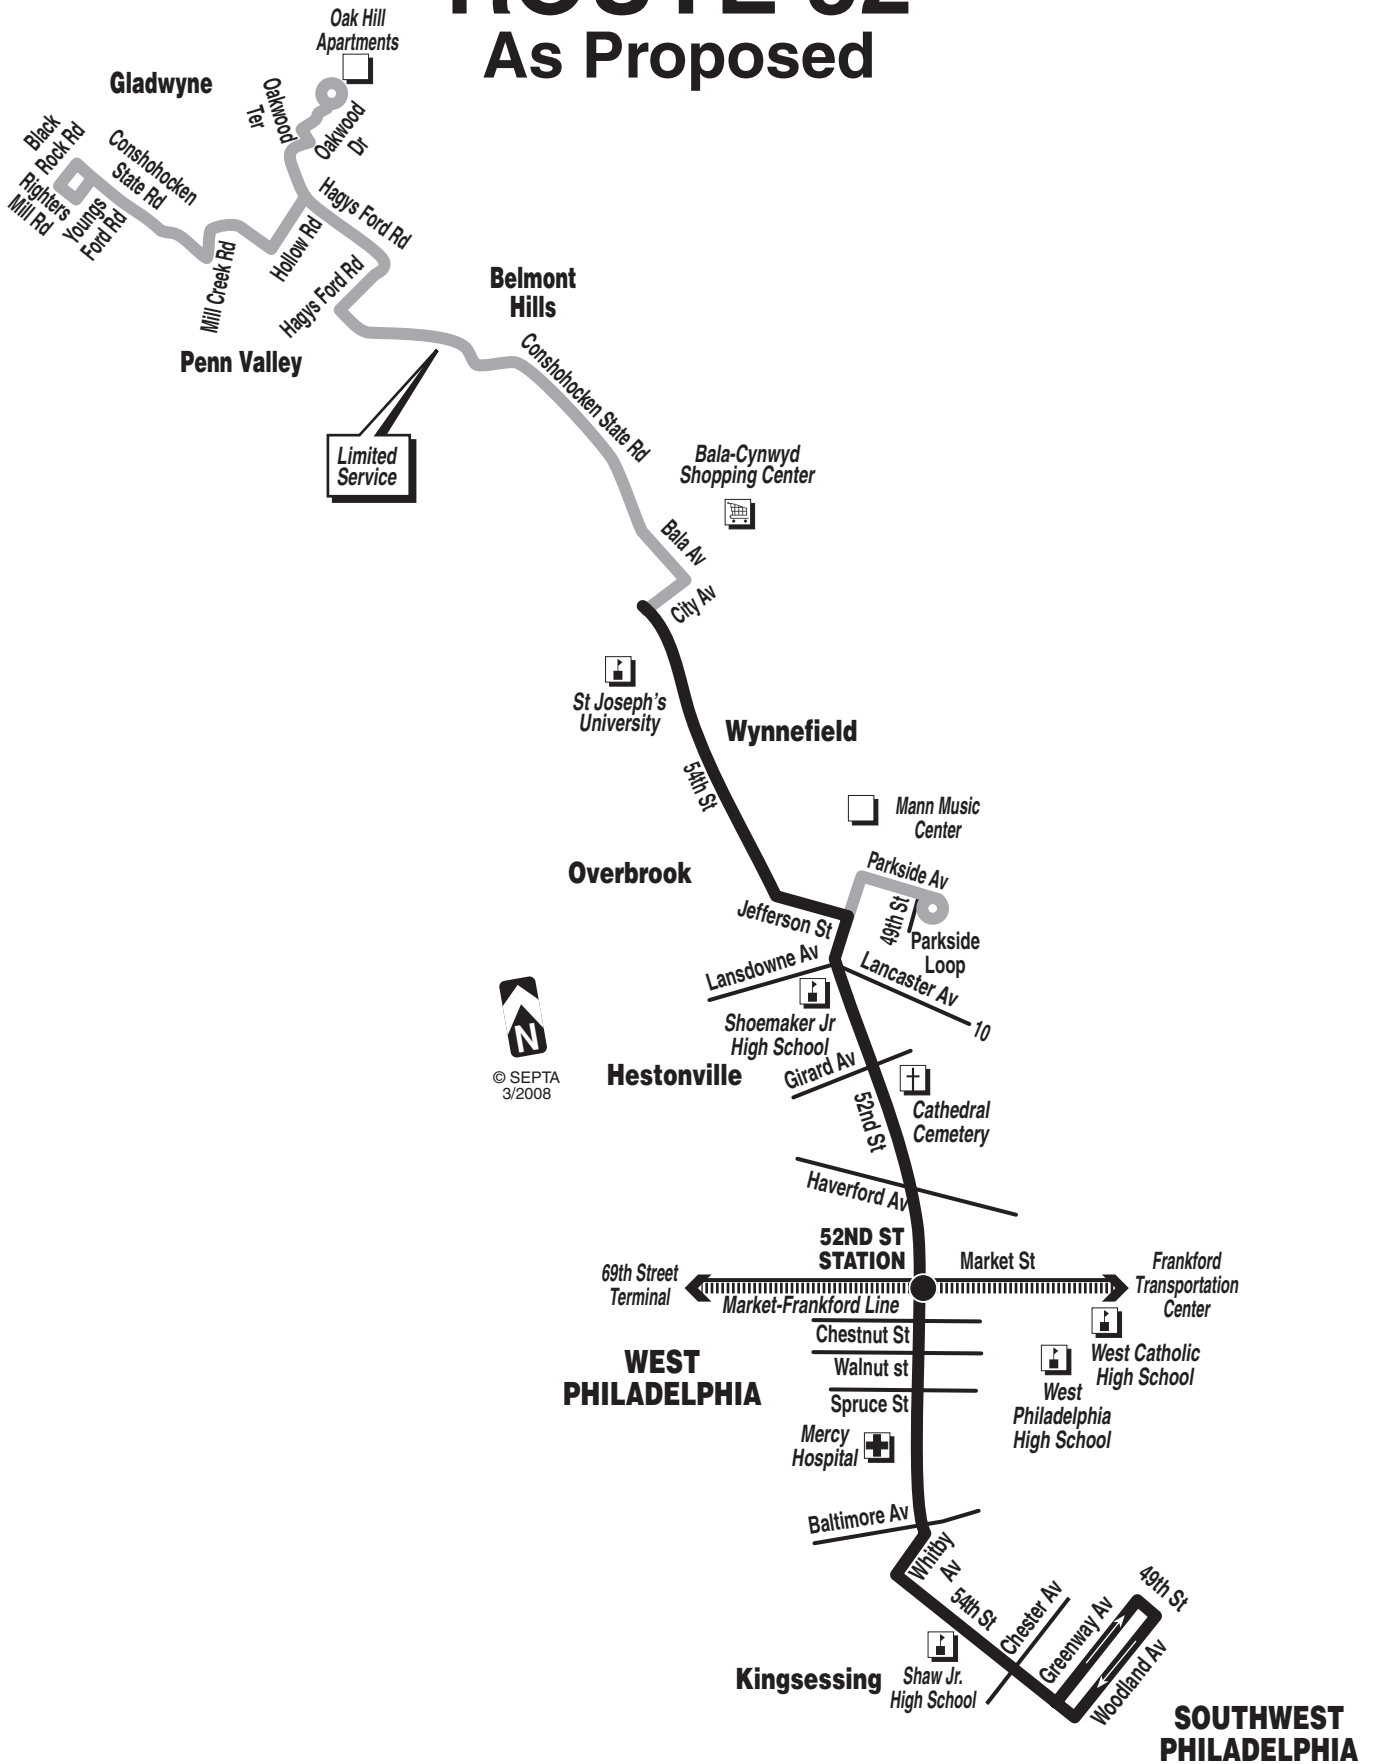 ROUTE 52
As Proposed
Oak Hill
Apartments
Gladwyne
Oakwood
Ter
Oakwood
Dr
Black
Rock Rd
Conshohocken
State Rd
Righters
Mill Rd
Youngs
Ford Rd
Hagys Ford Rd
Hollow Rd
Mill Creek Rd
Hagys Ford Rd
Belmont
Hills
Penn Valley
Conshohocken State Rd
Limited
Service
Bala-Cynwyd
Shopping Center
Bala Av
City Av
St Joseph's
University
Wynnefield
54th St
Mann Music
Center
Parkside Av
Overbrook
49th St
Jefferson St
Parkside
Loop
Lansdowne Av
Lancaster Av
10
Shoemaker Jr
High School
N
© SEPTA
3/2008
Hestonville
Girard Av
52nd St
Cathedral
Cemetery
Haverford Av
52ND ST
STATION
Market St
69th Street
Terminal
Frankford
Transportation
Center
Market-Frankford Line
Chestnut St
Walnut st
WEST
PHILADELPHIA
West Catholic
High School
Spruce St
West
Philadelphia
High School
Mercy
Hospital
Baltimore Av
Whitby
Av
54th St
Chester Av
49th St
Greenway Av
Woodland Av
Kingsessing
Shaw Jr.
High School
SOUTHWEST
PHILADELPHIA